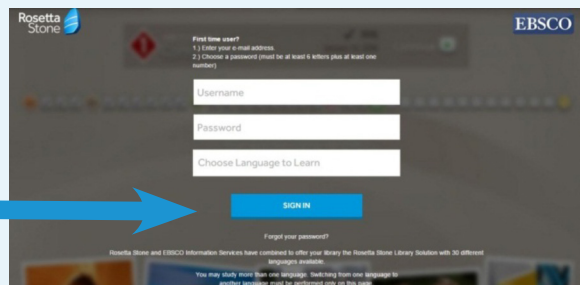 Rosetta
Stone
EBSCO
First time user?
1.) Enter your e-mail address.
2.) Choose a password (must be at least 6 letters plus at least one
number)
Username
Password
Choose Language to Learn
SIGN IN
Forgot your password?
Rosetta Stone and EBSCO Information Services have combined to offer your library the Rosetta Stone Library Solution with 30 different
languages available.
You may study more than one language. Switching from one language to
another language must be performed only on this page.